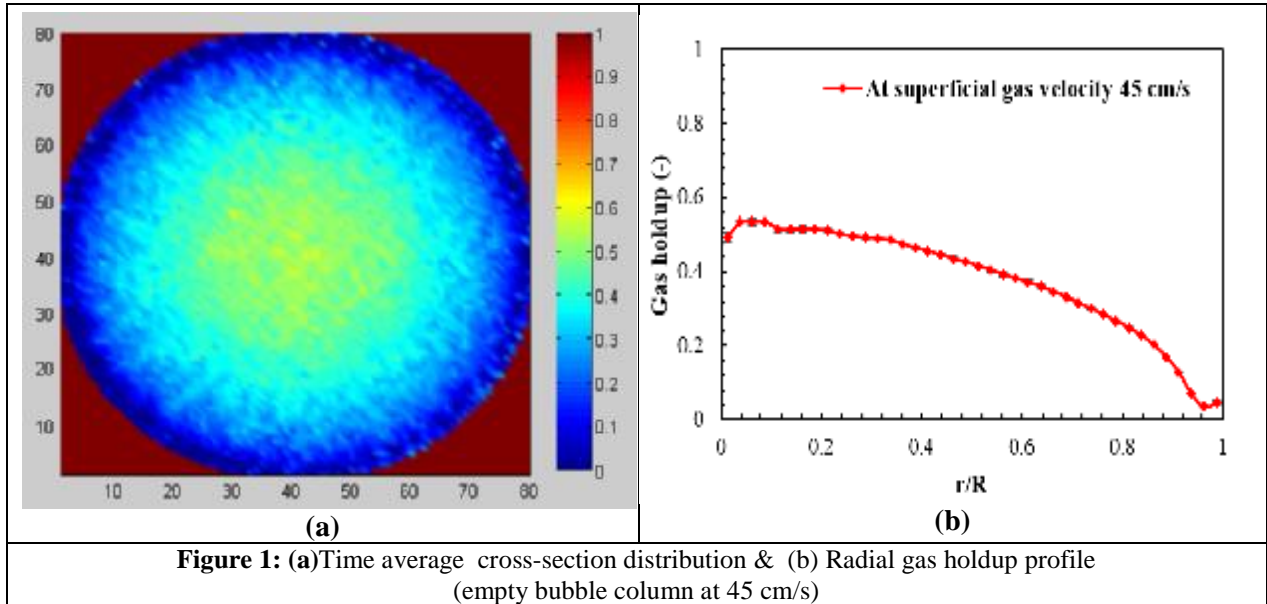 80
70
60
50
40
30
20
10
10 20 30 40 50 60 70 80
1
0.9
0.8
0.7
0.6
0.5
0.4
0.3
0.2
0.1
0
(a)
1
0.8
0.6
0.4
0.2
0
Gas holdup (-)
At superficial gas velocity 45 cm/s
0 0.2 0.4 0.6 0.8 1
r/R
(b)
Figure 1: (a)Time average cross-section distribution & (b) Radial gas holdup profile
(empty bubble column at 45 cm/s)